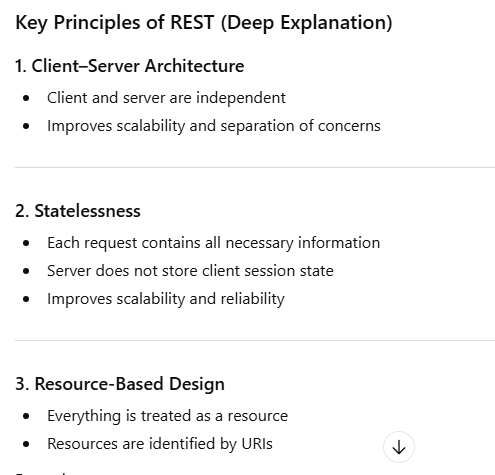 Key Principles of REST (Deep Explanation)
1. Client–Server Architecture
• Client and server are independent
• Improves scalability and separation of concerns
2. Statelessness
• Each request contains all necessary information
• Server does not store client session state
• Improves scalability and reliability
3. Resource-Based Design
• Everything is treated as a resource
• Resources are identified by URIs